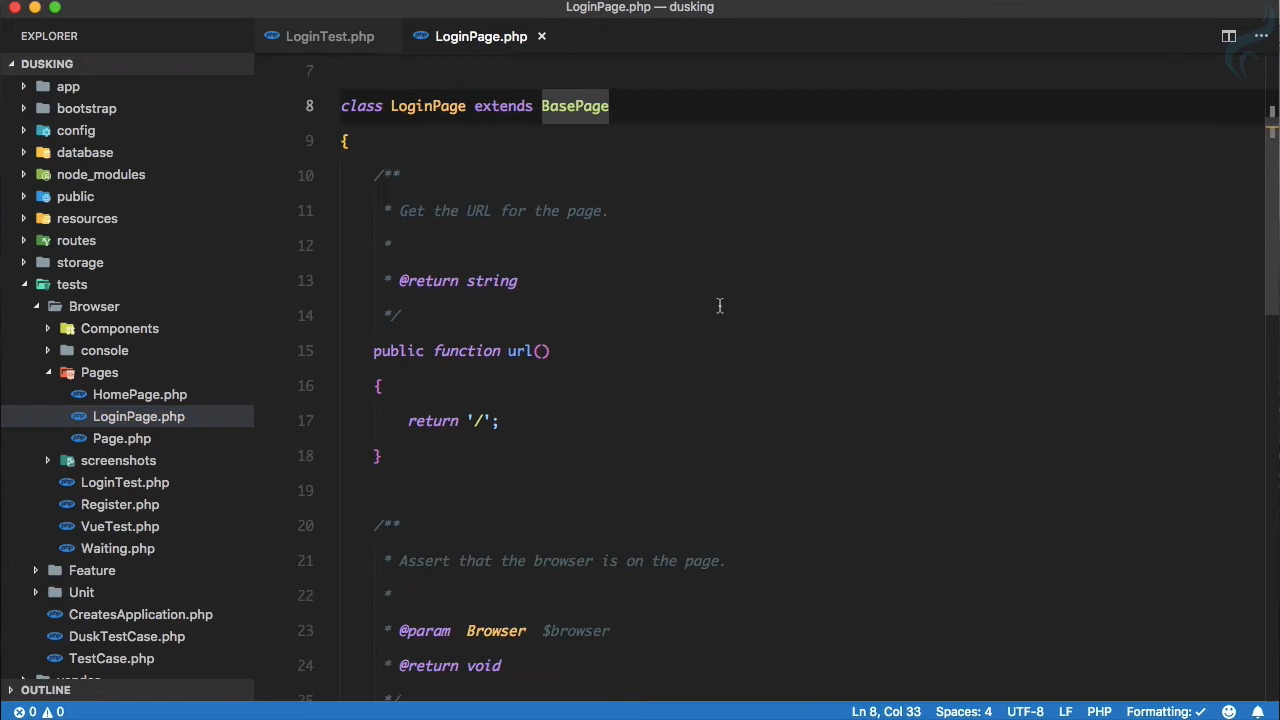 LoginPage.php — dusking
EXPLORER
LoginTest.php
LoginPage.php
DUSKING
app
bootstrap
config
database
node_modules
public
resources
routes
storage
tests
Browser
Components
console
Pages
HomePage.php
LoginPage.php
Page.php
screenshots
LoginTest.php
Register.php
VueTest.php
Waiting.php
Feature
Unit
CreatesApplication.php
DuskTestCase.php
TestCase.php
OUTLINE
7
8 class LoginPage extends BasePage
9 {
10 /**
11 * Get the URL for the page.
12 *
13 * @return string
14 */
15 public function url()
16 {
17 return '/';
18 }
19
20 /**
21 * Assert that the browser is on the page.
22 *
23 * @param Browser $browser
24 * @return void
25 */
0 0 Ln 8, Col 33 Spaces: 4 UTF-8 LF PHP Formatting: ✓